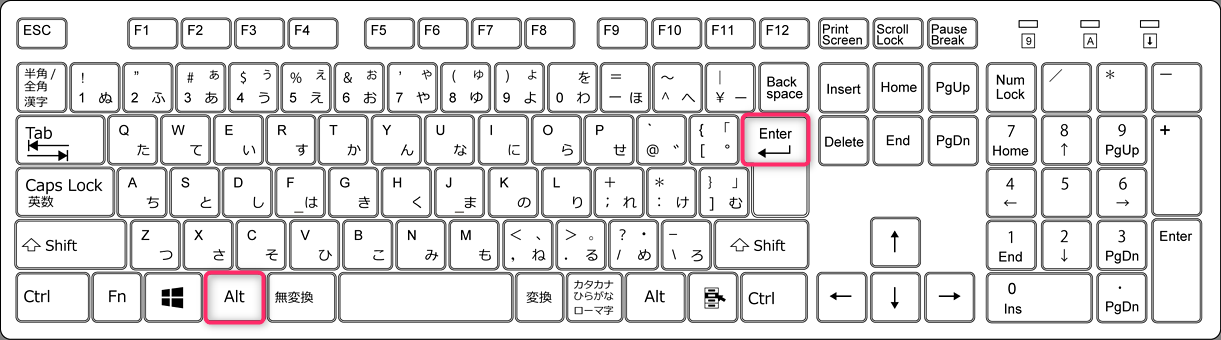 ESC F1 F2 F3 F4 F5 F6 F7 F8 F9 F10 F11 F12 Print Screen Scroll Lock Pause Break 9 A ↓
半角/全角 漢字 ! 1 ぬ " 2 ふ # ぁ 3 あ $ ぅ 4 う % ぇ 5 え & ぉ 6 お ' ゃ 7 や ( ゅ 8 ゆ ) ょ 9 よ を 0 わ = － ほ ～ ^ へ | ¥ ー Back space Insert Home PgUp Num Lock ／ * －
Tab Q た W て E い R す T か Y ん U な I に O ら P せ ` @ ゛ { 「 [ ゜ Enter Delete End PgDn 7 Home 8 ↑ 9 PgUp +
Caps Lock 英数 A ち S と D し F _は G き H く J _ま K の L り + ; れ * : け } 」 ] む 4 ← 5 6 →
Shift Z つ X さ C そ V ひ B こ N み M も < 、 , ね > 。 . る ? ・ / め _ \ ろ Shift ↑ 1 End 2 ↓ 3 PgDn Enter
Ctrl Fn Alt 無変換 変換 カタカナ ひらがな ローマ字 Alt Ctrl ← ↓ → 0 Ins . PgDn